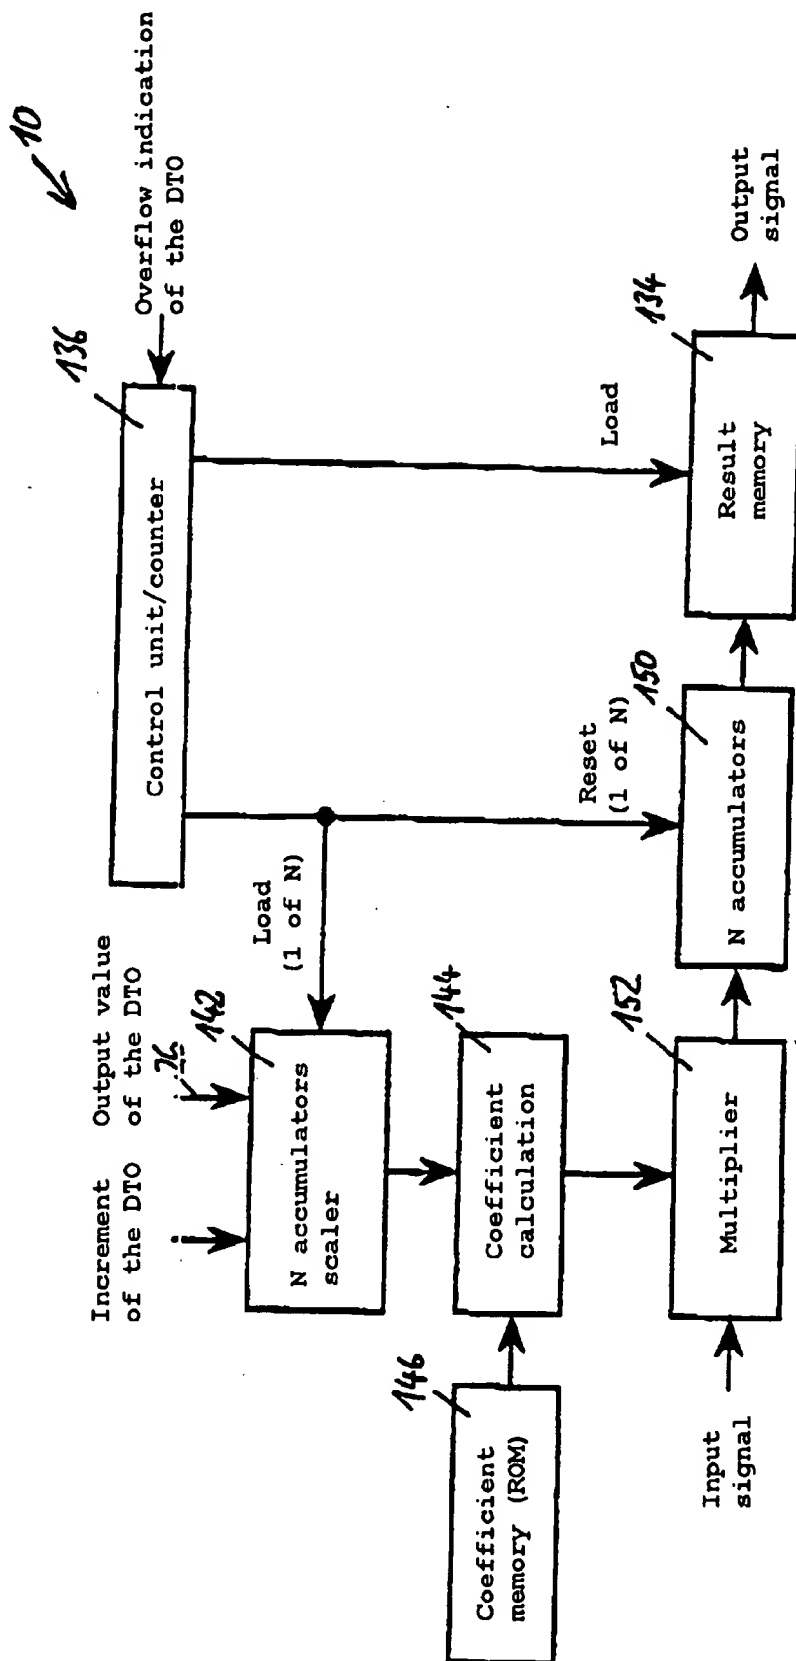 10
Overflow indication
of the DTO
136
Control unit/counter
Increment
of the DTO
Output value
of the DTO
76
142
N accumulators
scaler
Load
(1 of N)
146
Coefficient
memory (ROM)
144
Coefficient
calculation
Reset
(1 of N)
Load
Input
signal
152
Multiplier
150
N accumulators
134
Result
memory
Output
signal